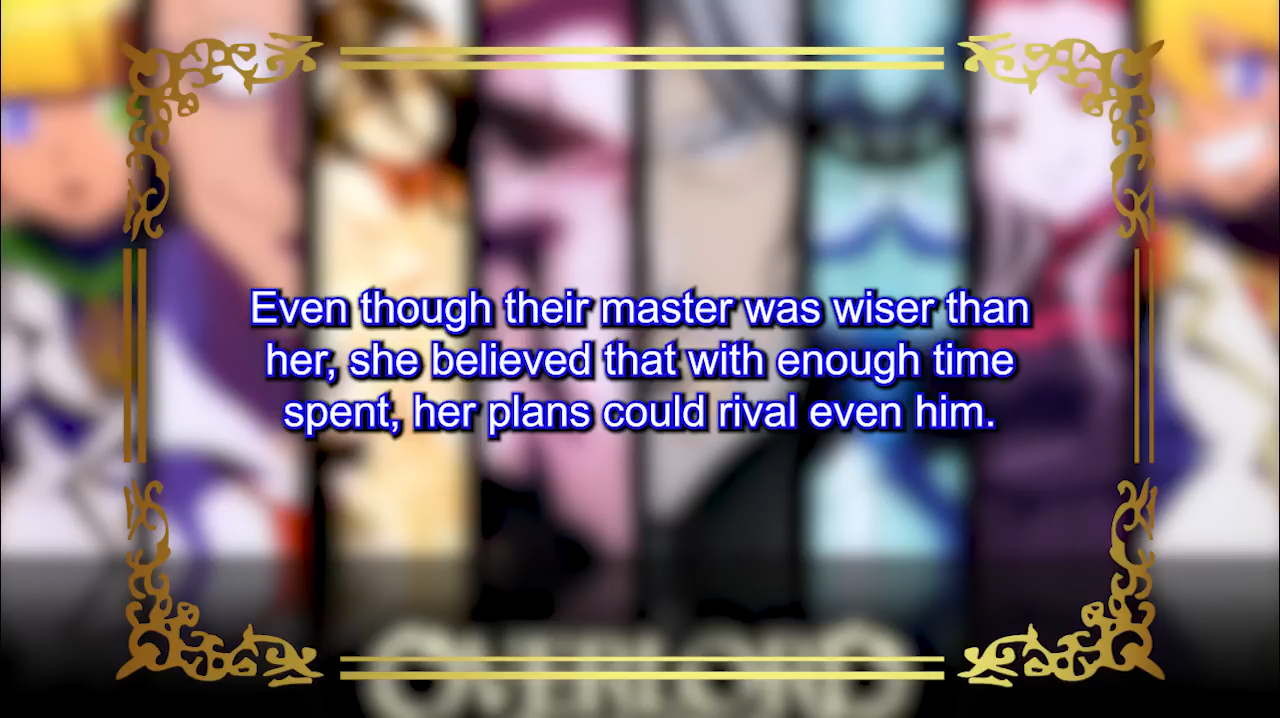 Even though their master was wiser than
her, she believed that with enough time
spent, her plans could rival even him.
OVERLORD